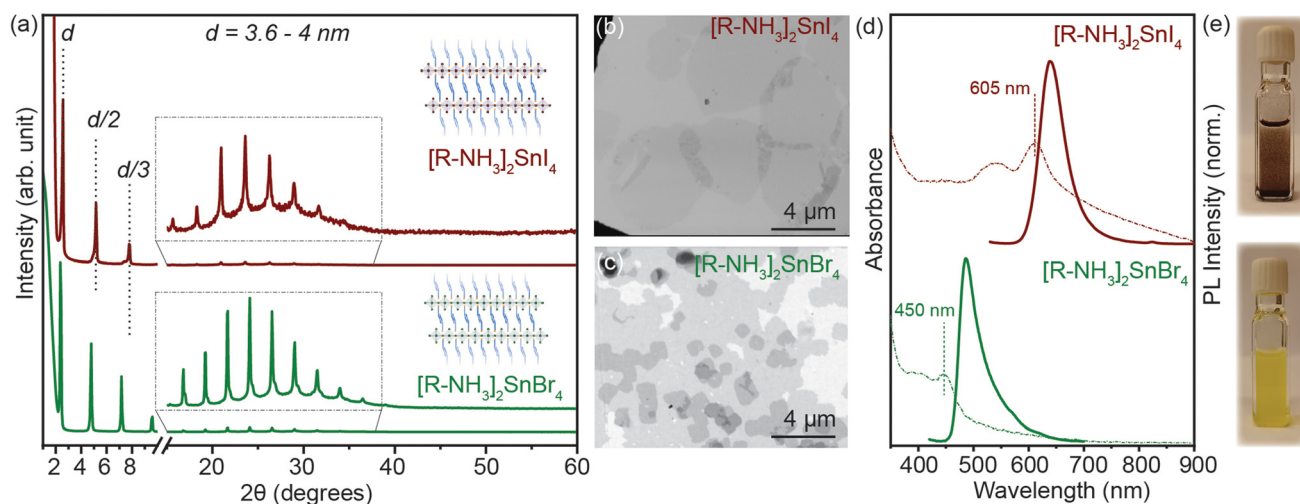 (a)
d
d = 3.6 - 4 nm
d/2
d/3
[R-NH₃]₂SnI₄
[R-NH₃]₂SnBr₄
Intensity (arb. unit)
2 4 6 8 20 30 40 50 60
2θ (degrees)
(b)
[R-NH₃]₂SnI₄
4 µm
(c)
[R-NH₃]₂SnBr₄
4 µm
(d)
[R-NH₃]₂SnI₄
605 nm
[R-NH₃]₂SnBr₄
450 nm
Absorbance
PL Intensity (norm.)
400 500 600 700 800 900
Wavelength (nm)
(e)